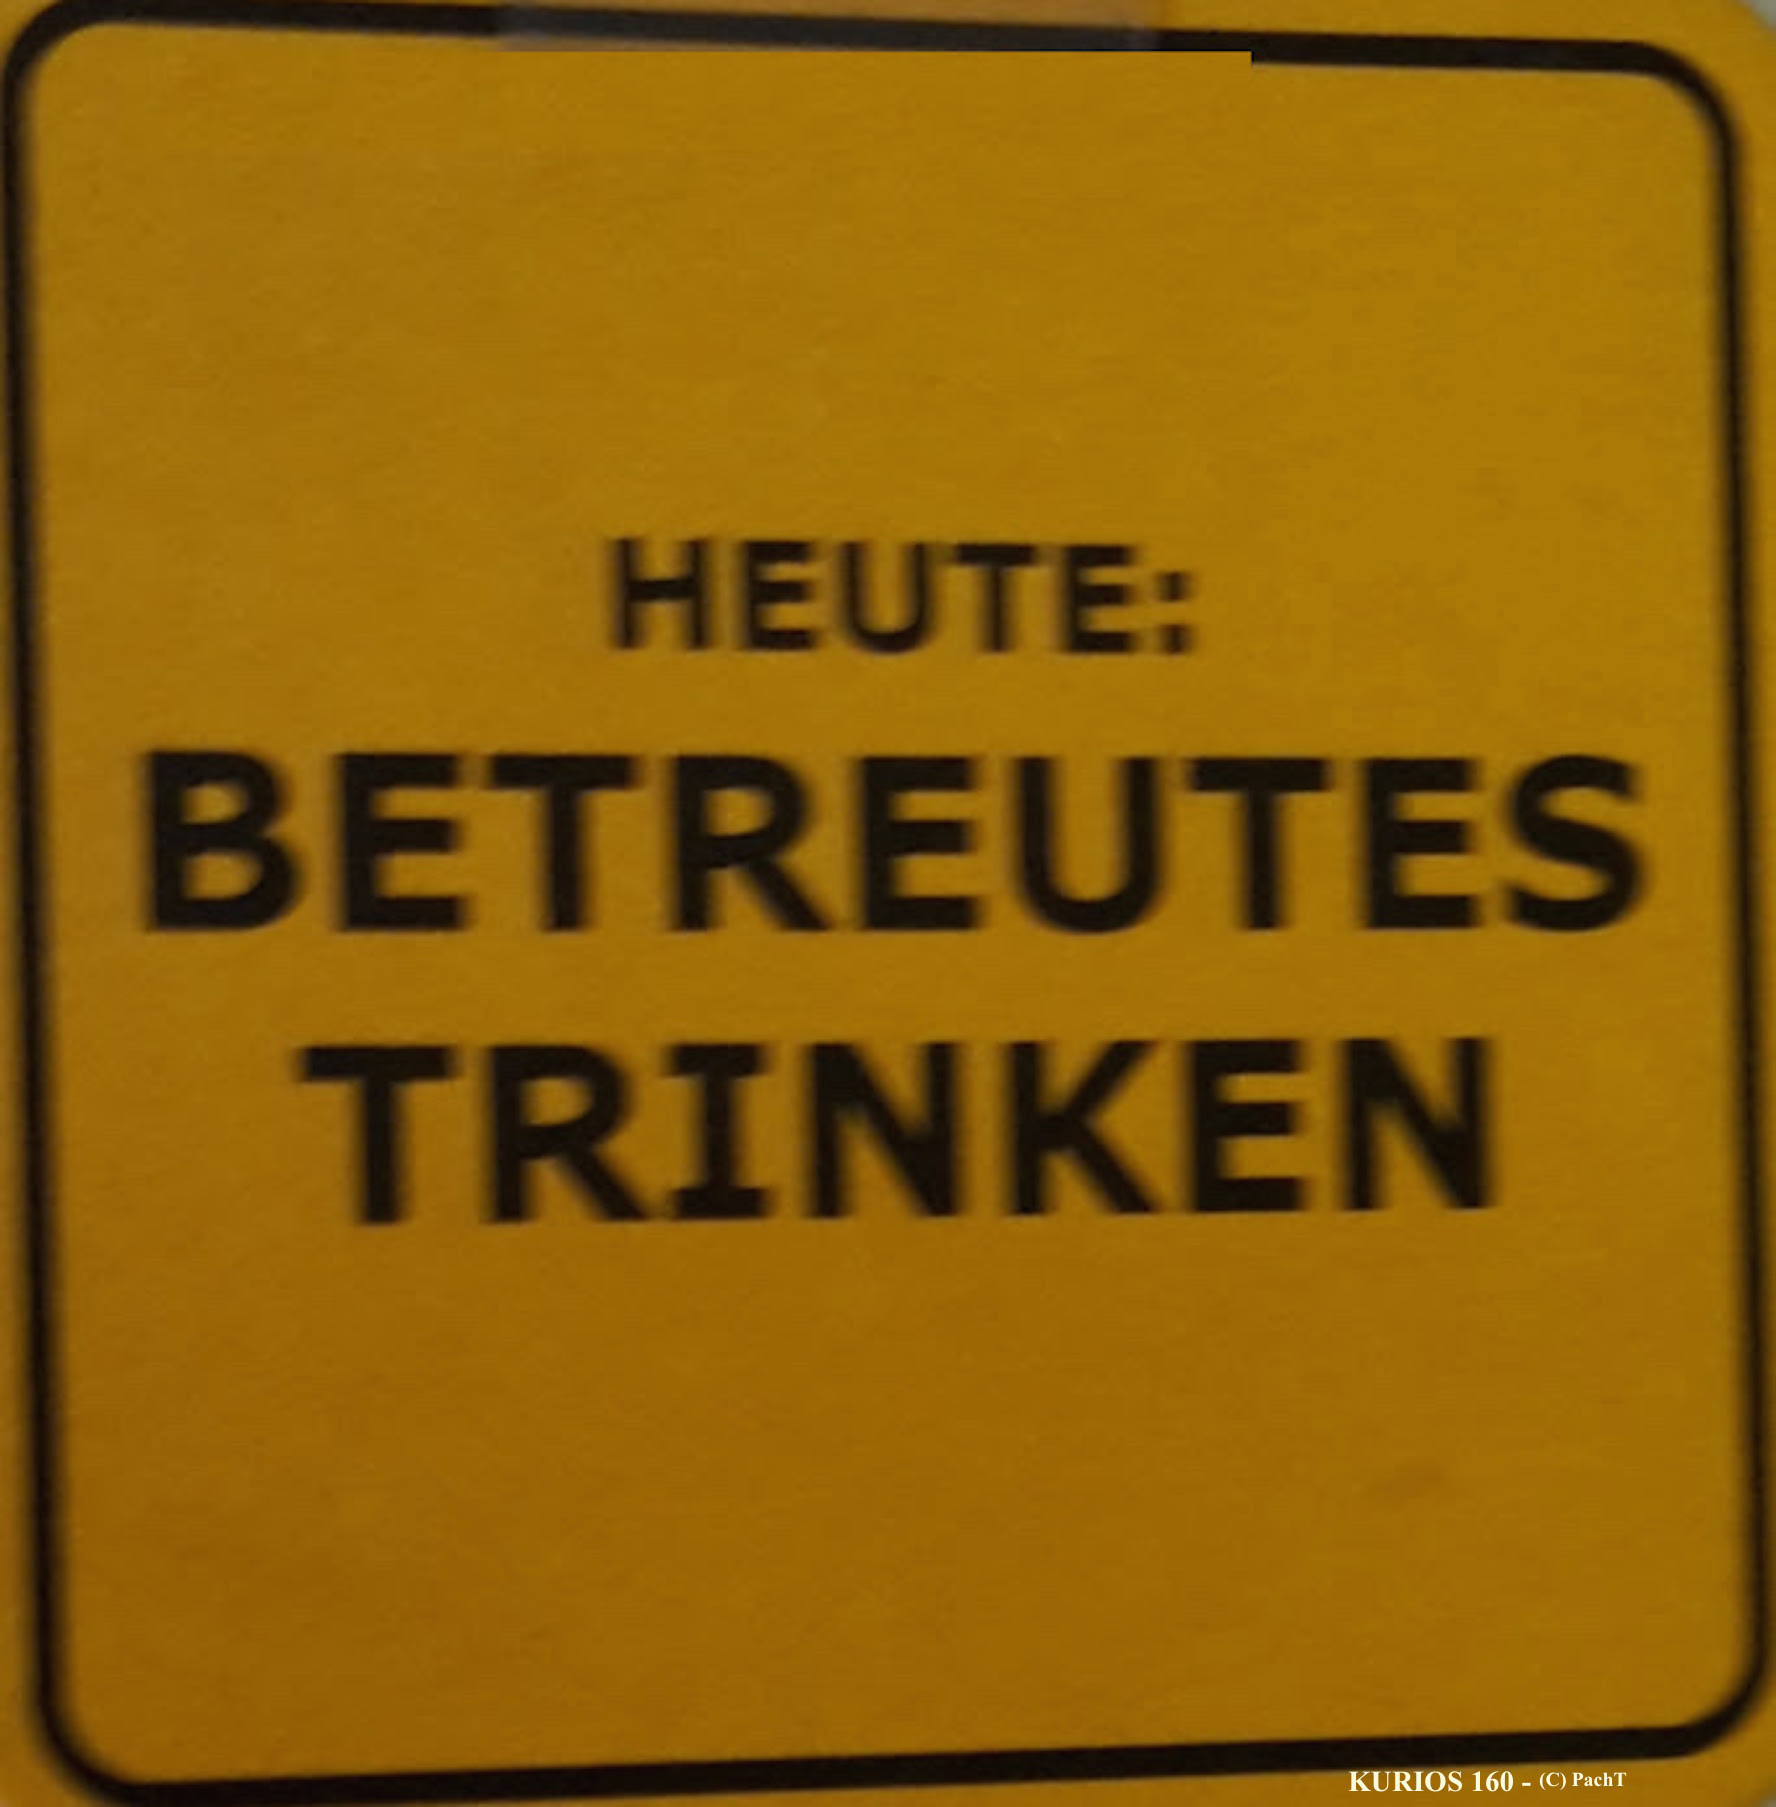 HEUTE:
BETREUTES
TRINKEN
KURIOS 160 - (C) PachT